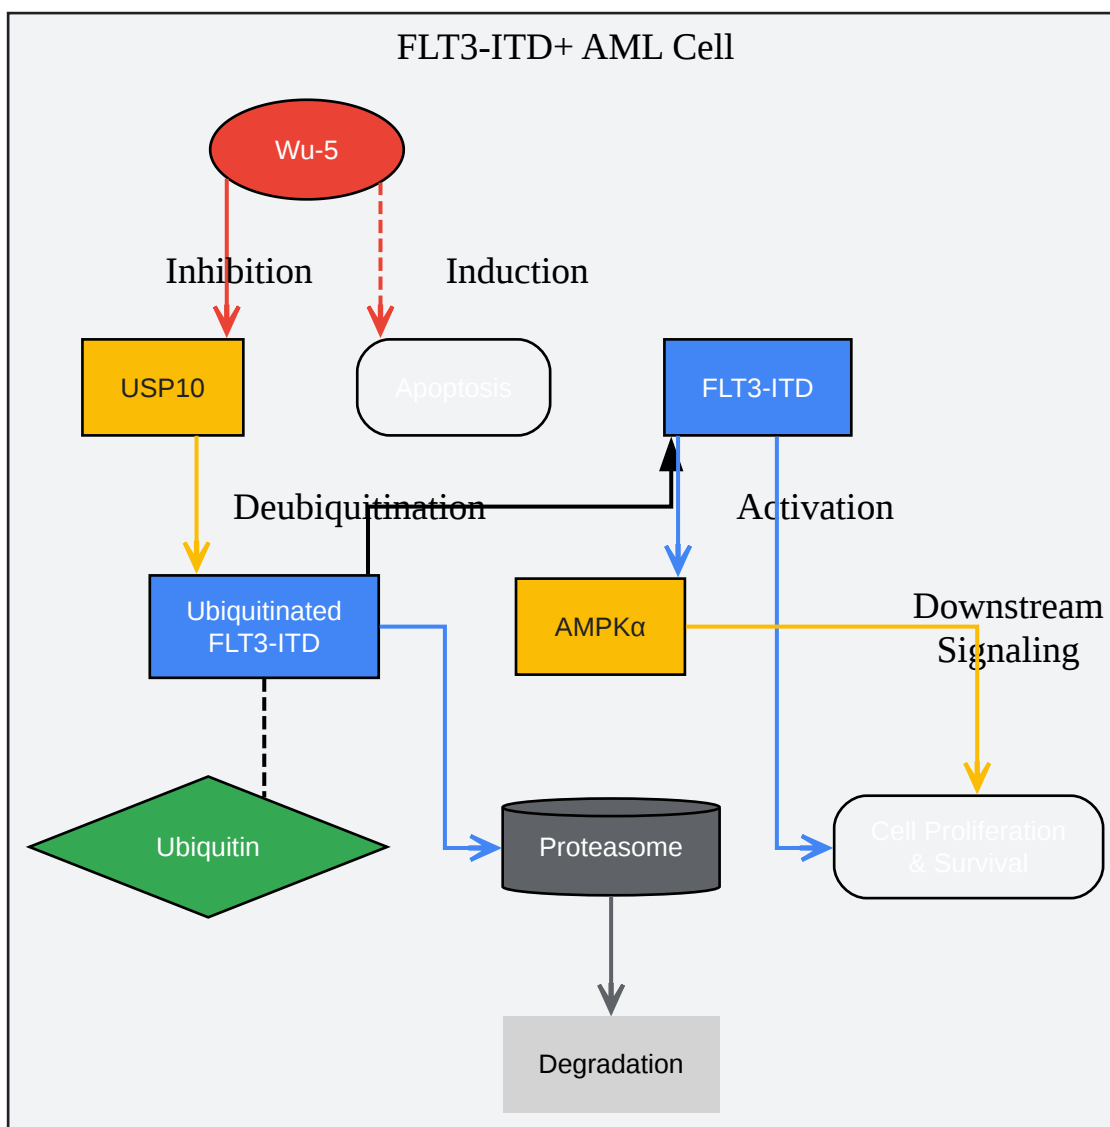 FLT3-ITD+ AML Cell
Wu-5
Inhibition
Induction
USP10
Apoptosis
FLT3-ITD
Deubiquitination
Activation
Ubiquitinated
FLT3-ITD
AMPKα
Downstream
Signaling
Ubiquitin
Proteasome
Cell Proliferation
& Survival
Degradation